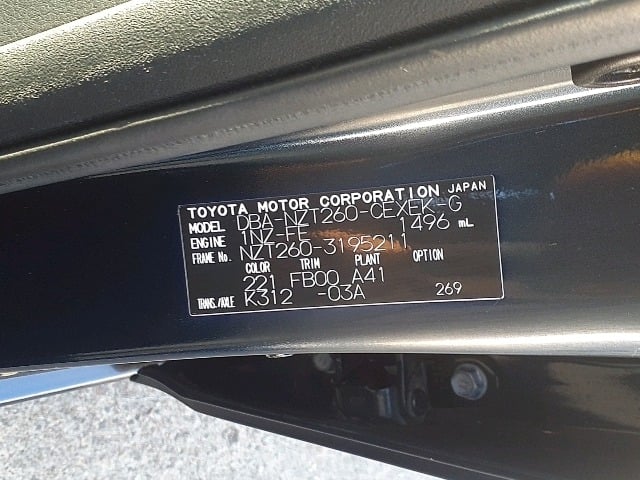 TOYOTA MOTOR CORPORATION JAPAN
MODEL DBA-NZT260-CEXEK-G
ENGINE 1NZ-FE 1496 mL
FRAME No. NZT260-3195211
COLOR TRIM PLANT OPTION
221 FB00 A41
TRANS./AXLE K312 -03A 269